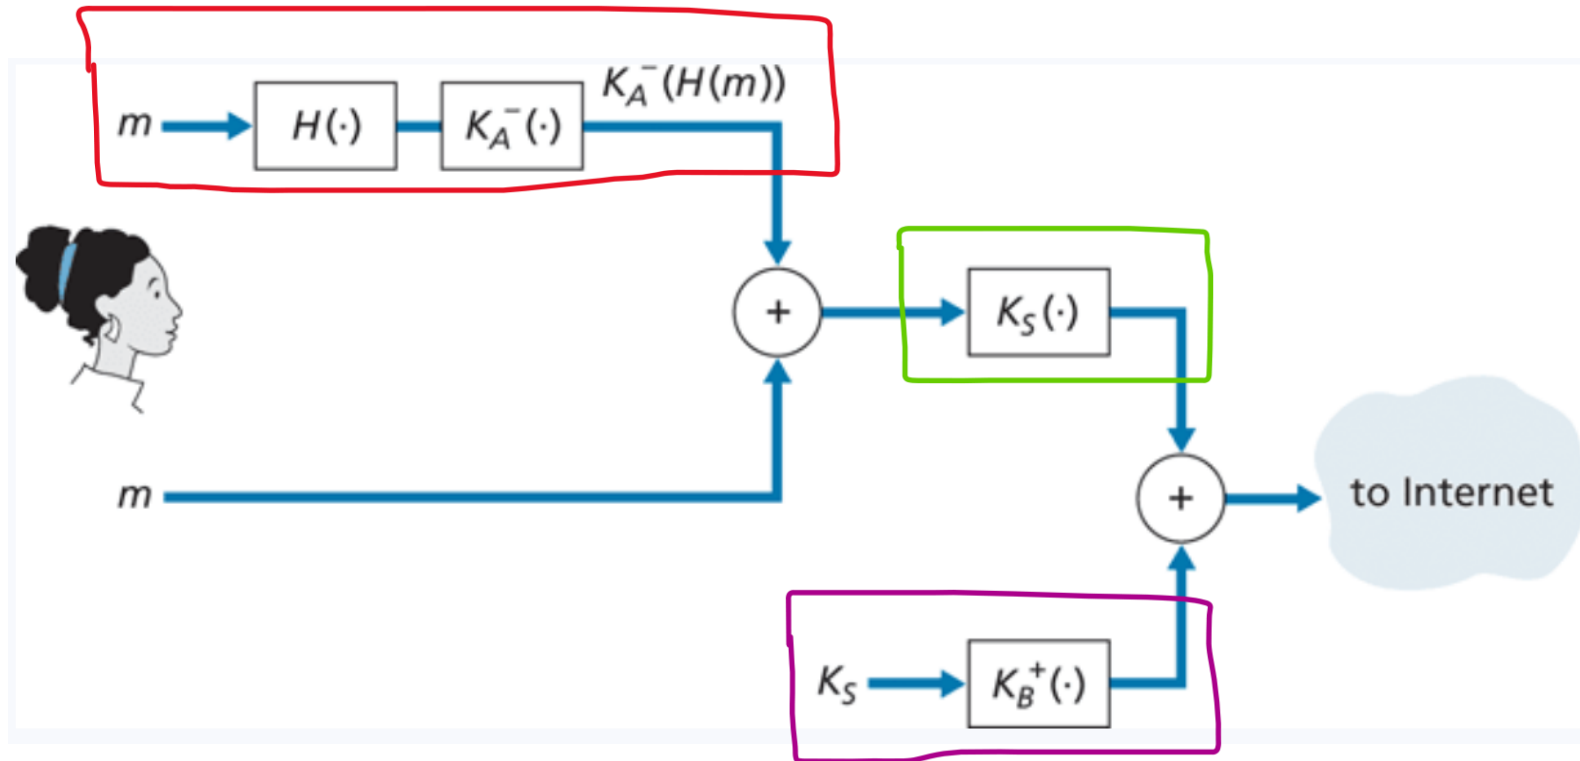 K_A^-(H(m))
m H(·) K_A^-(·)
+ K_S(·)
m + to Internet
K_S K_B^+(·)